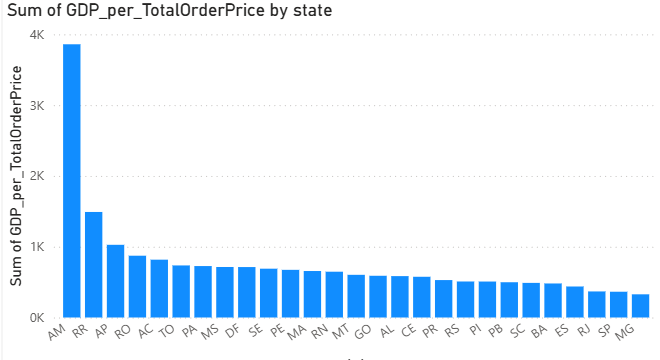 Sum of GDP_per_TotalOrderPrice by state
Sum of GDP_per_TotalOrderPrice
4K
3K
2K
1K
0K
AM RR AP RO AC TO PA MS DF SE PE MA RN MT GO AL CE PR RS PI PB SC BA ES RJ SP MG